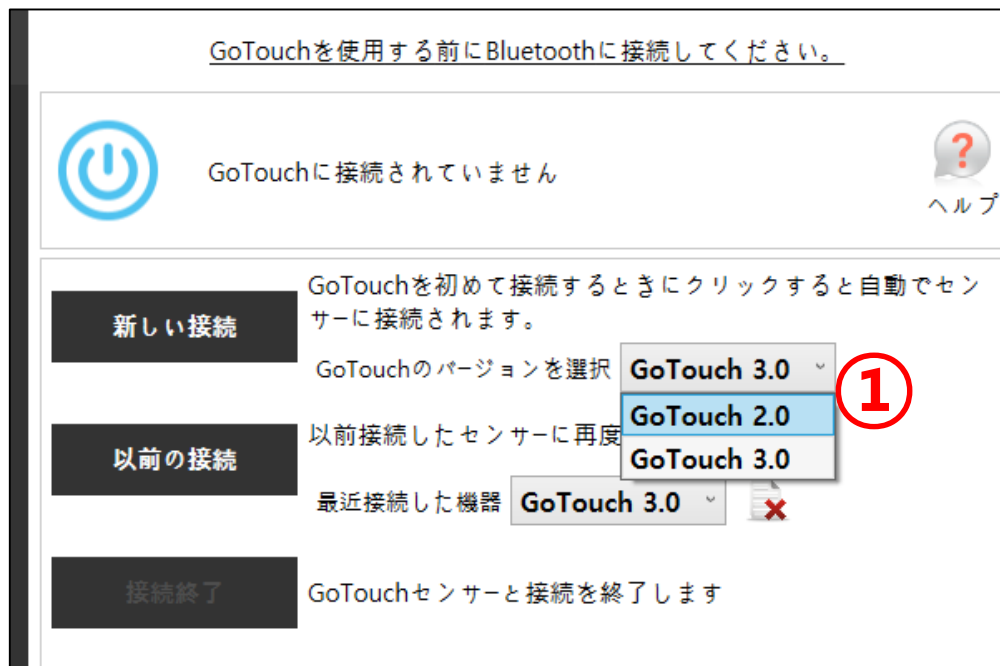 GoTouchを使用する前にBluetoothに接続してください。
GoTouchに接続されていません
?
ヘルプ
新しい接続
GoTouchを初めて接続するときにクリックすると自動でセン
サーに接続されます。
GoTouchのバージョンを選択
GoTouch 3.0
①
GoTouch 2.0
GoTouch 3.0
以前の接続
以前接続したセンサーに再度
最近接続した機器
GoTouch 3.0
接続終了
GoTouchセンサーと接続を終了します